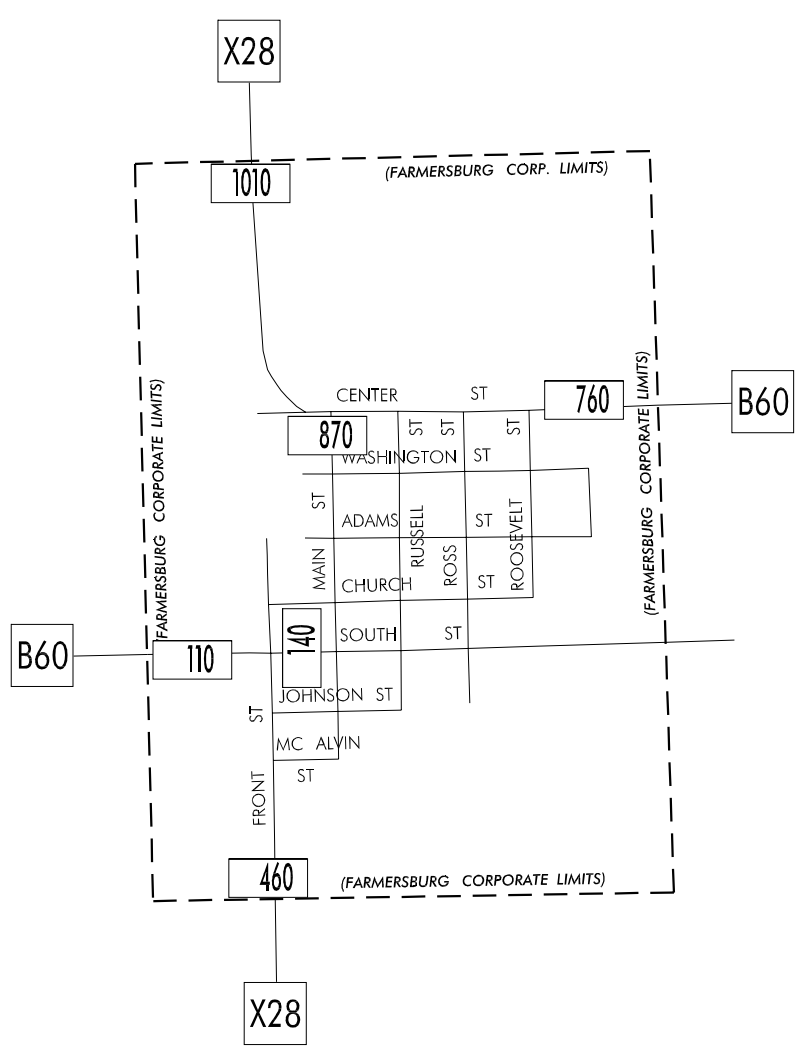 X28
1010
(FARMERSBURG CORP. LIMITS)
CENTER ST
760
B60
870
ST
ST
ST
WASHINGTON ST
(FARMERSBURG CORPORATE LIMITS)
(FARMERSBURG CORPORATE LIMITS)
MAIN ST
ADAMS ST
RUSSELL
ROSS
ROOSEVELT
CHURCH ST
140
SOUTH ST
B60
110
JOHNSON ST
MC ALVIN
ST
FRONT ST
460
(FARMERSBURG CORPORATE LIMITS)
X28